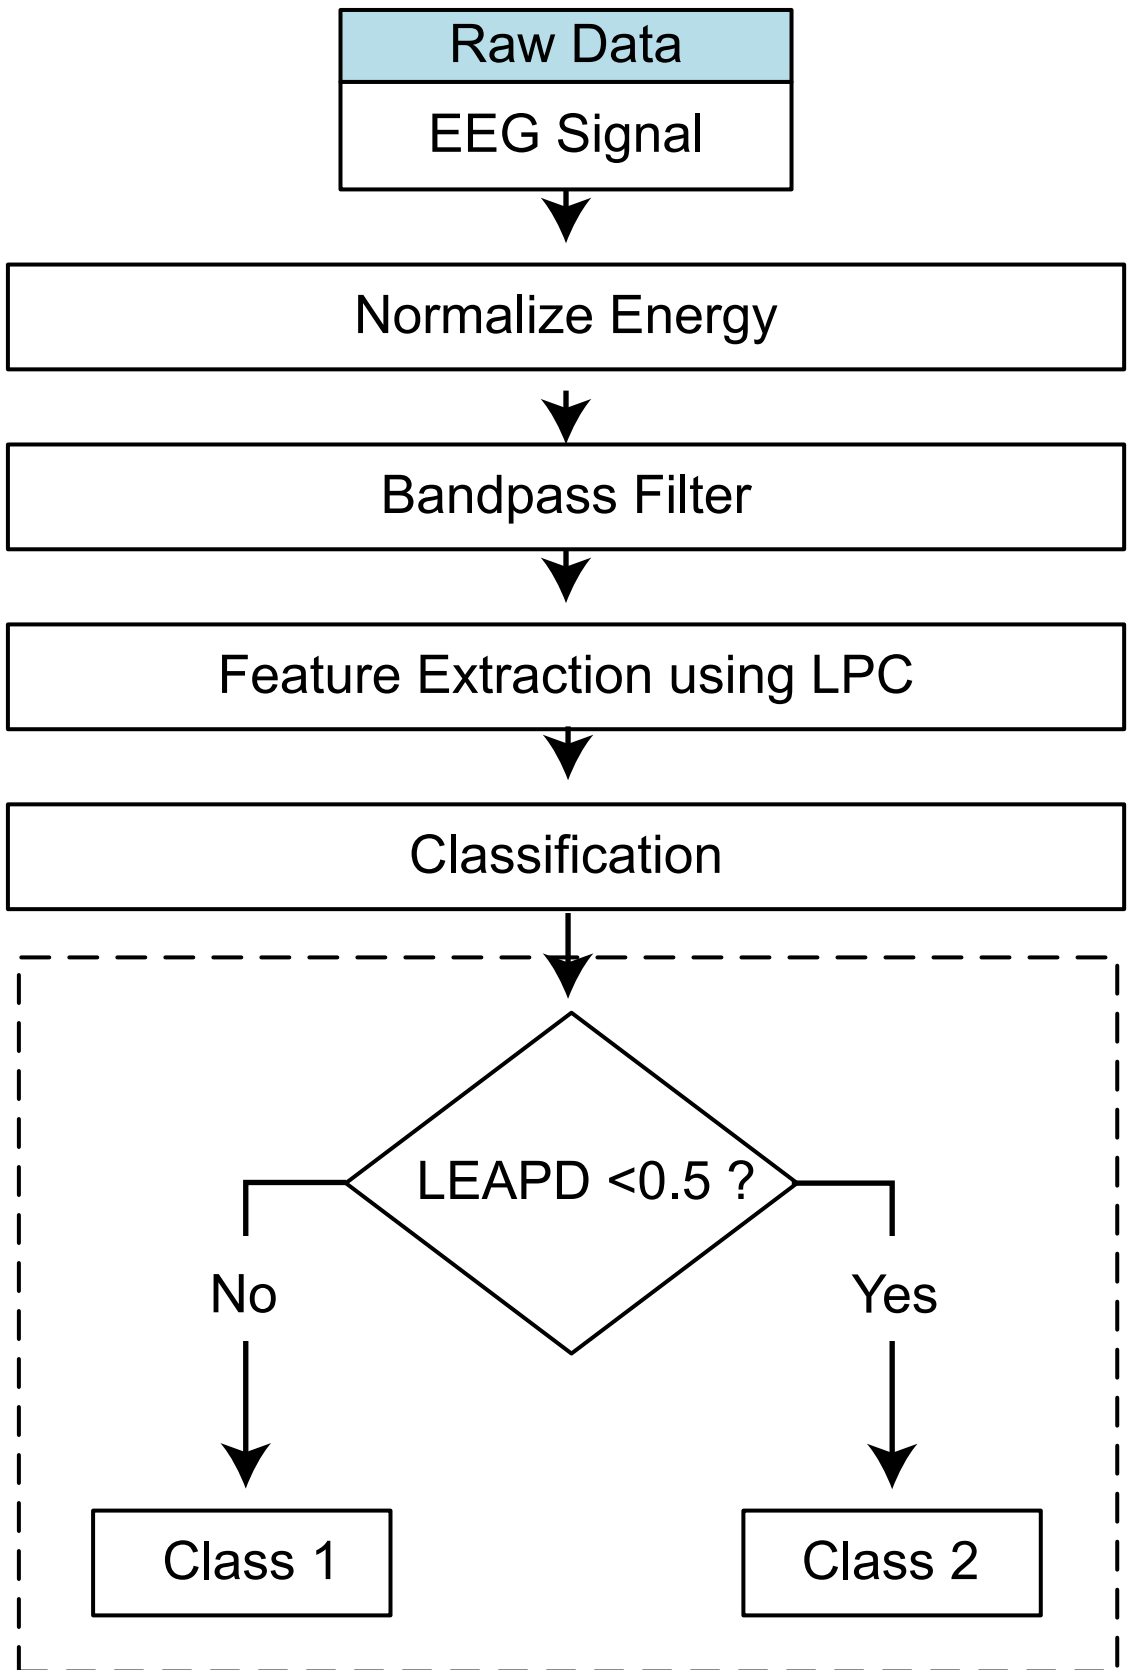 Raw Data
EEG Signal
Normalize Energy
Bandpass Filter
Feature Extraction using LPC
Classification
LEAPD <0.5 ?
No
Yes
Class 1
Class 2